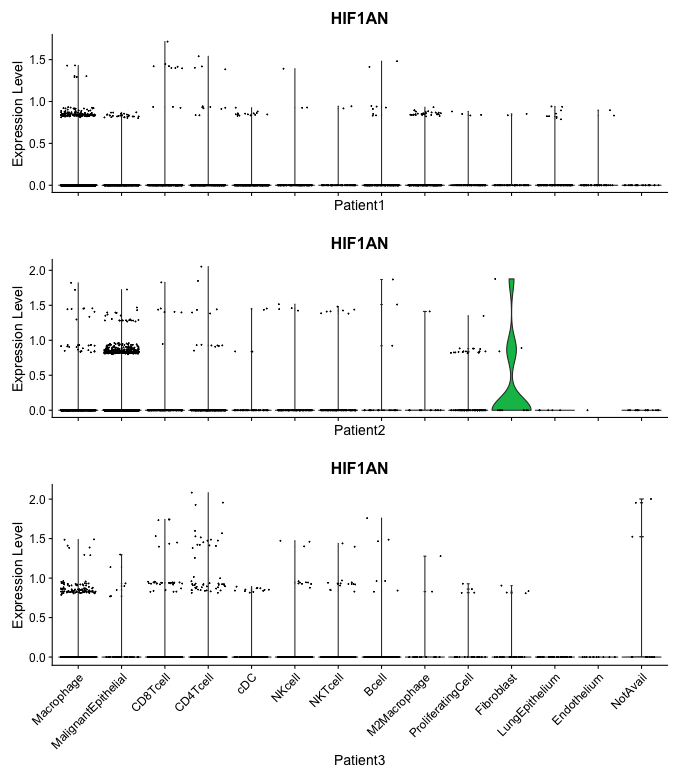 HIF1AN
Expression Level
1.5
1.0
0.5
0.0
Patient1
HIF1AN
Expression Level
2.0
1.5
1.0
0.5
0.0
Patient2
HIF1AN
Expression Level
2.0
1.5
1.0
0.5
0.0
Macrophage
MalignantEpithelial
CD8Tcell
CD4Tcell
cDC
NKcell
NKTcell
Bcell
M2Macrophage
ProliferatingCell
Fibroblast
LungEpithelium
Endothelium
NotAvail
Patient3